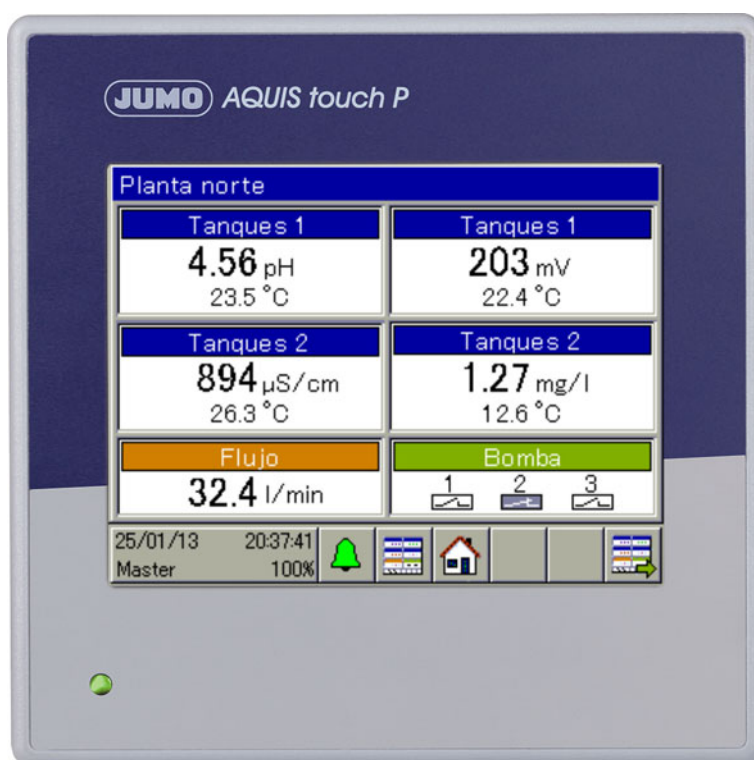 JUMO AQUIS touch P
Planta norte
Tanques 1
4.56 pH
23.5 °C
Tanques 1
203 mV
22.4 °C
Tanques 2
894 µS/cm
26.3 °C
Tanques 2
1.27 mg/l
12.6 °C
Flujo
32.4 l/min
Bomba
1 2 3
25/01/13 20:37:41
Master 100%